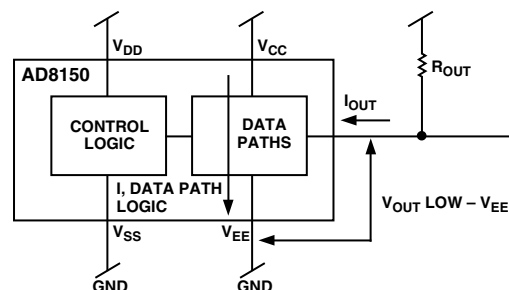 V_DD
V_CC
AD8150
R_OUT
I_OUT
CONTROL
LOGIC
DATA
PATHS
I, DATA PATH
LOGIC
V_OUT LOW – V_EE
V_SS
V_EE
GND
GND